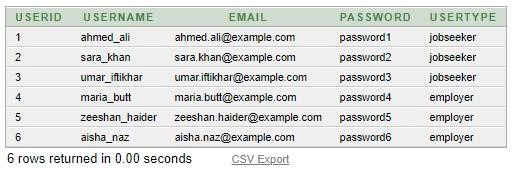 USERID USERNAME EMAIL PASSWORD USERTYPE
1 ahmed_ali ahmed.ali@example.com password1 jobseeker
2 sara_khan sara.khan@example.com password2 jobseeker
3 umar_iftikhar umar.iftikhar@example.com password3 jobseeker
4 maria_butt maria.butt@example.com password4 employer
5 zeeshan_haider zeeshan.haider@example.com password5 employer
6 aisha_naz aisha.naz@example.com password6 employer
6 rows returned in 0.00 seconds CSV Export